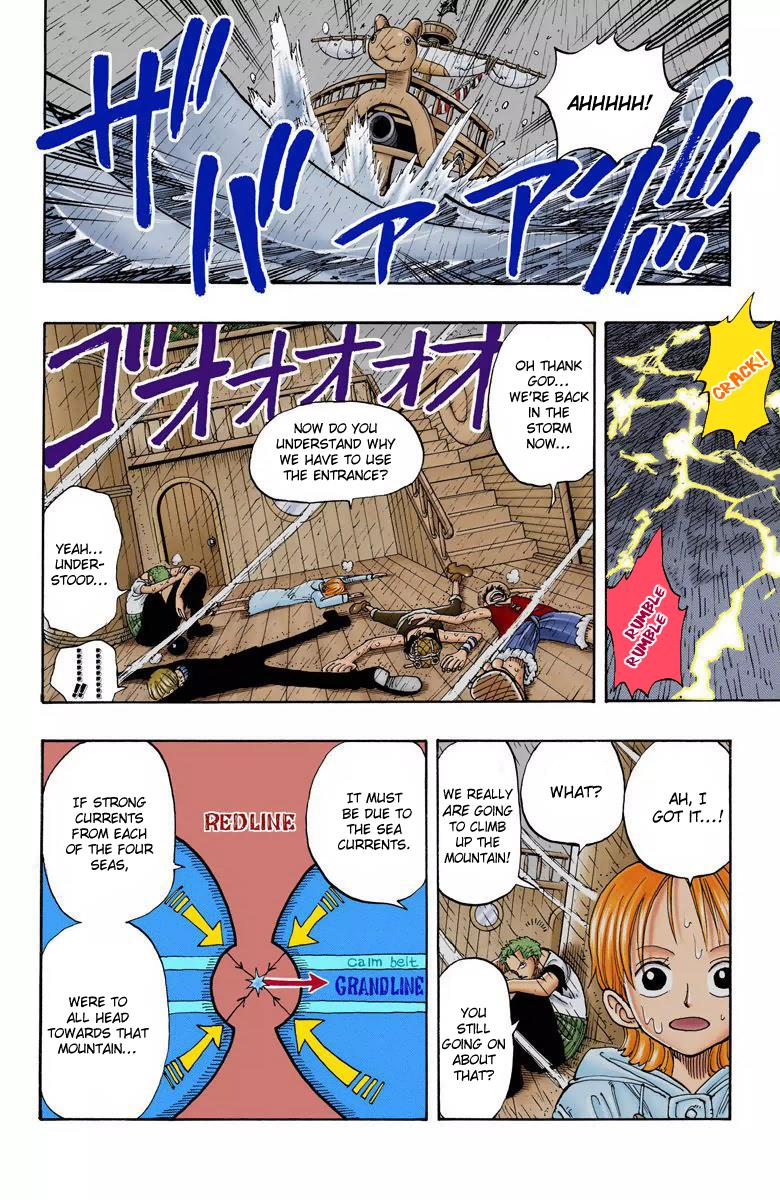 AHHHHH!
ザバァアン!!!
CRACK!
RUMBLE
RUMBLE
OH THANK
GOD...
WE'RE BACK
IN THE
STORM
NOW...
NOW DO YOU
UNDERSTAND WHY
WE HAVE TO USE
THE ENTRANCE?
ゴオオオオオ
YEAH...
UNDER-
STOOD...
............!!
AH, I
GOT IT...!
WHAT?
WE REALLY
ARE GOING
TO CLIMB
UP THE
MOUNTAIN!
YOU
STILL
GOING ON
ABOUT
THAT?
IT MUST
BE DUE TO
THE SEA
CURRENTS.
RED LINE
IF STRONG
CURRENTS
FROM EACH
OF THE FOUR
SEAS,
Calm belt
GRANDLINE
WERE TO
ALL HEAD
TOWARDS THAT
MOUNTAIN...